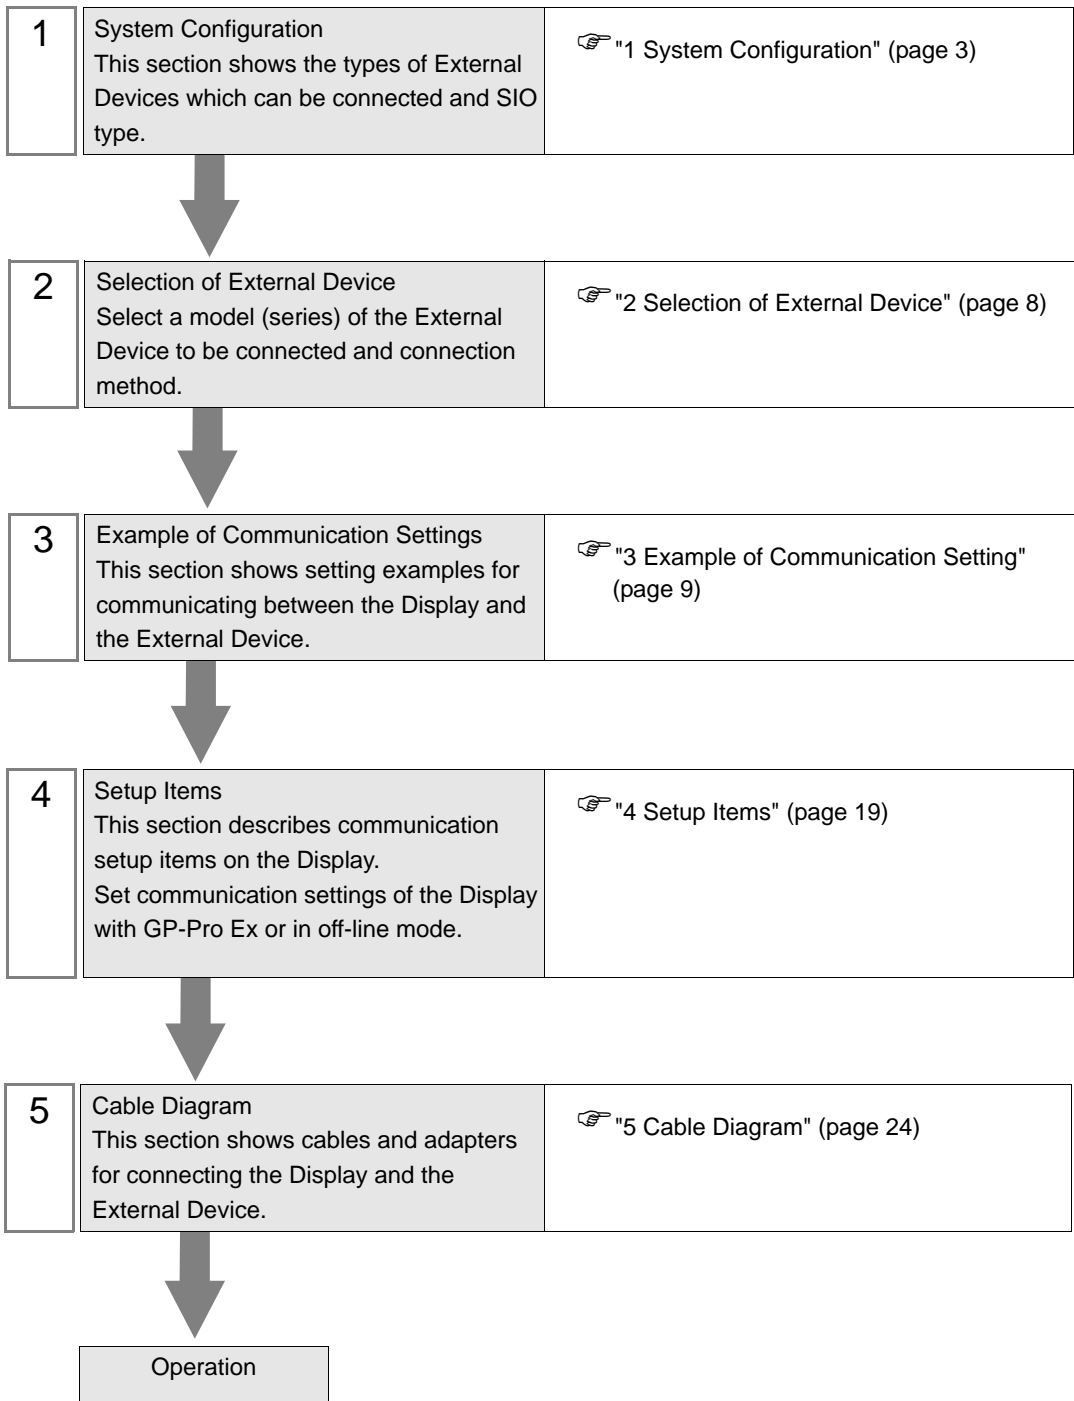 1
System Configuration
This section shows the types of External
Devices which can be connected and SIO
type.
"1 System Configuration" (page 3)
2
Selection of External Device
Select a model (series) of the External
Device to be connected and connection
method.
"2 Selection of External Device" (page 8)
3
Example of Communication Settings
This section shows setting examples for
communicating between the Display and
the External Device.
"3 Example of Communication Setting"
(page 9)
4
Setup Items
This section describes communication
setup items on the Display.
Set communication settings of the Display
with GP-Pro Ex or in off-line mode.
"4 Setup Items" (page 19)
5
Cable Diagram
This section shows cables and adapters
for connecting the Display and the
External Device.
"5 Cable Diagram" (page 24)
Operation